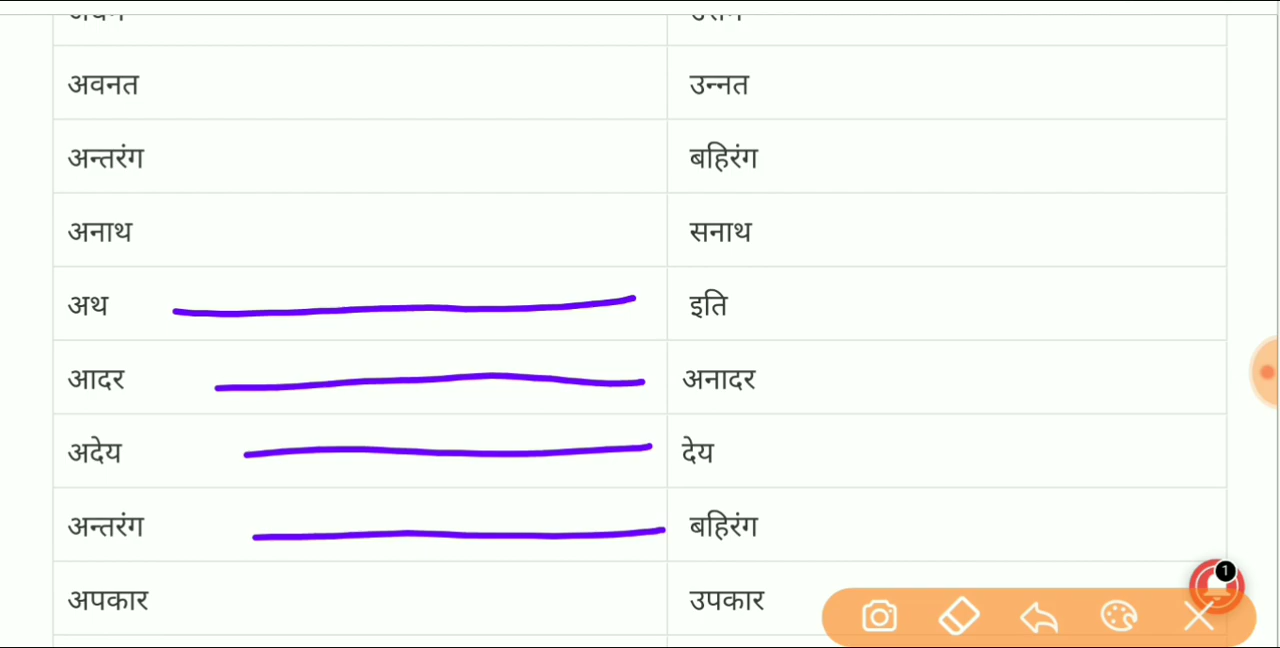 अवनत उन्नत
अन्तरंग बहिरंग
अनाथ सनाथ
अथ इति
आदर अनादर
अदेय देय
अन्तरंग बहिरंग
अपकार उपकार
1